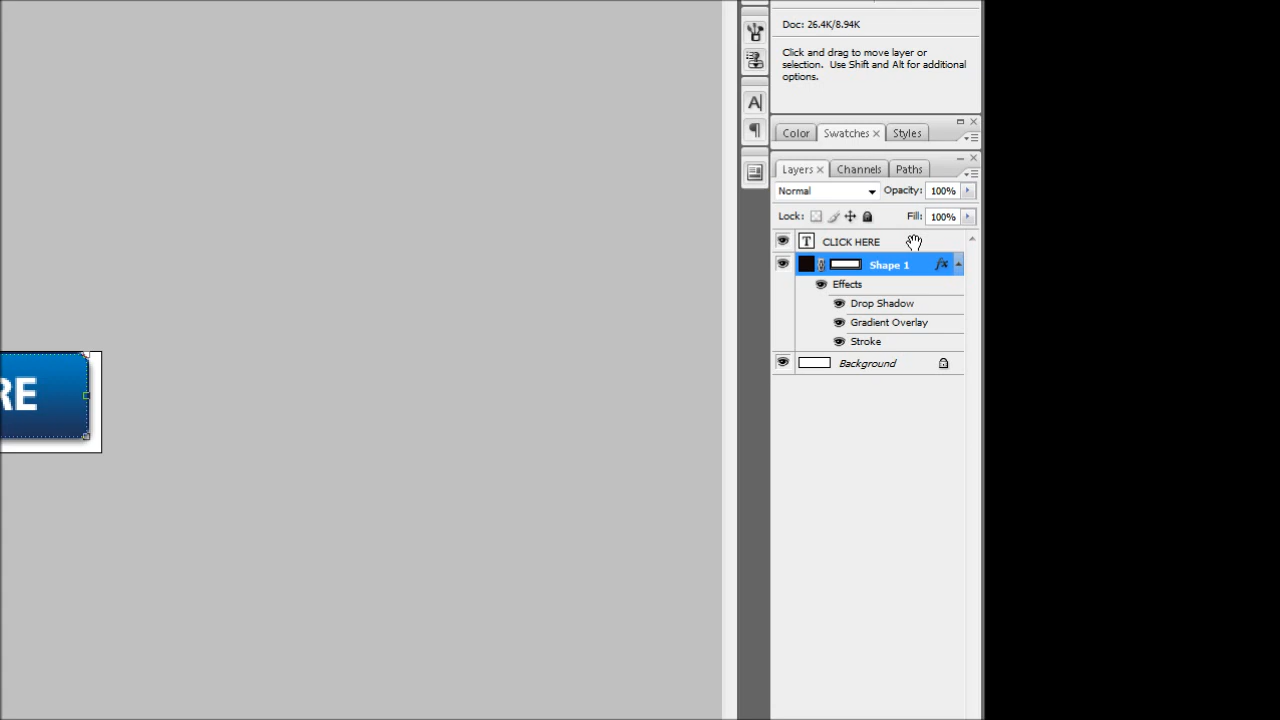 Doc: 26.4K/8.94K
Click and drag to move layer or
selection.  Use Shift and Alt for additional
options.
Color
Swatches
Styles
Layers
Channels
Paths
Normal
Opacity: 100%
Lock:
Fill: 100%
T CLICK HERE
Shape 1 fx
Effects
Drop Shadow
Gradient Overlay
Stroke
Background
RE